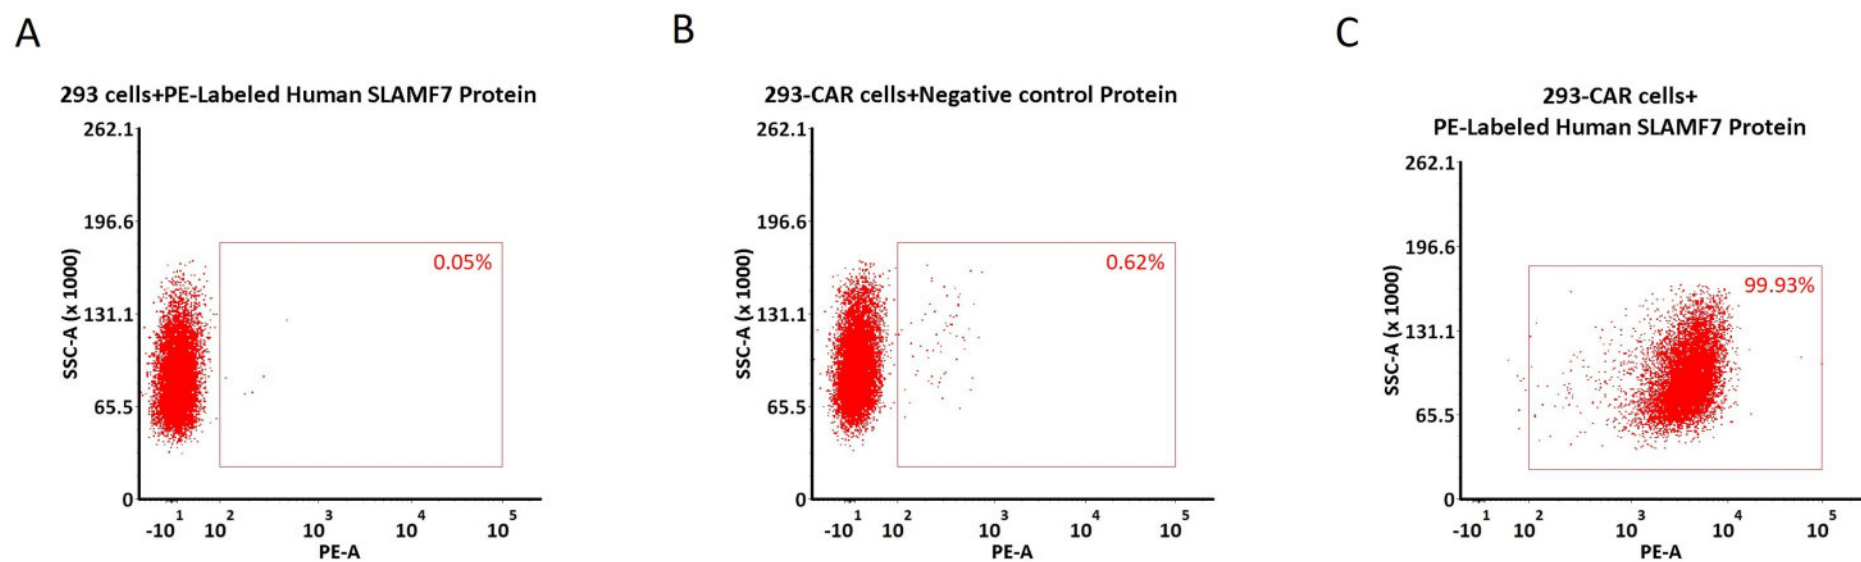 A
293 cells+PE-Labeled Human SLAMF7 Protein
262.1
196.6
131.1
65.5
0
SSC-A (x 1000)
0.05%
-10 1 10 2 10 3 10 4 10 5
PE-A
B
293-CAR cells+Negative control Protein
262.1
196.6
131.1
65.5
0
SSC-A (x 1000)
0.62%
-10 1 10 2 10 3 10 4 10 5
PE-A
C
293-CAR cells+
PE-Labeled Human SLAMF7 Protein
262.1
196.6
131.1
65.5
0
SSC-A (x 1000)
99.93%
-10 1 10 2 10 3 10 4 10 5
PE-A